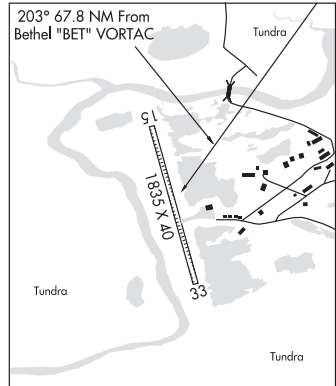 203° 67.8 NM From
Bethel "BET" VORTAC
Tundra
15
1835 X 40
33
Tundra
Tundra